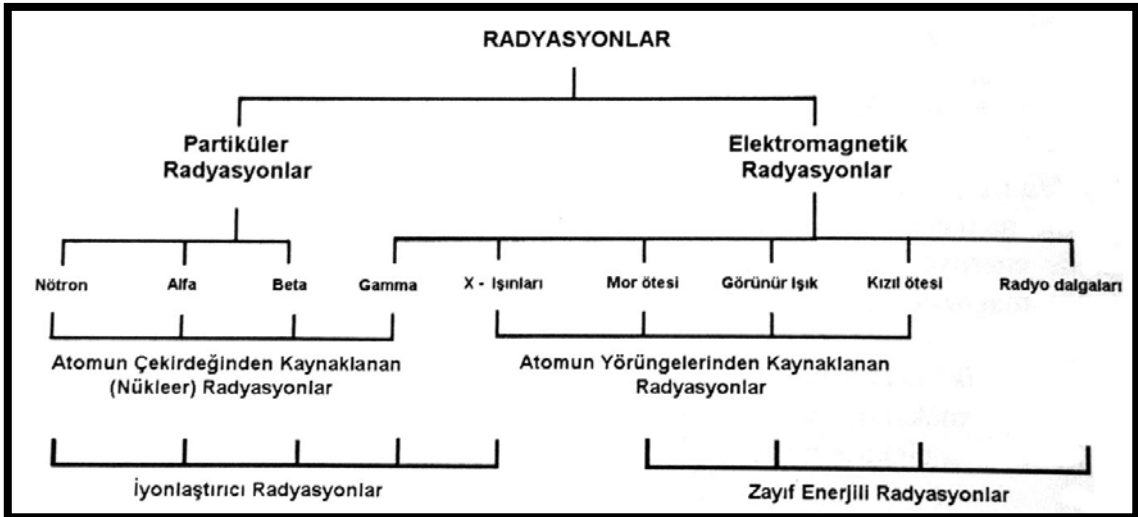 RADYASYONLAR
Partiküler
Radyasyonlar
Elektromagnetik
Radyasyonlar
Nötron Alfa Beta Gamma X - Işınları Mor ötesi Görünür Işık Kızıl ötesi Radyo dalgaları
Atomun Çekirdeğinden Kaynaklanan
(Nükleer) Radyasyonlar
Atomun Yörüngelerinden Kaynaklanan
Radyasyonlar
İyonlaştırıcı Radyasyonlar
Zayıf Enerjili Radyasyonlar